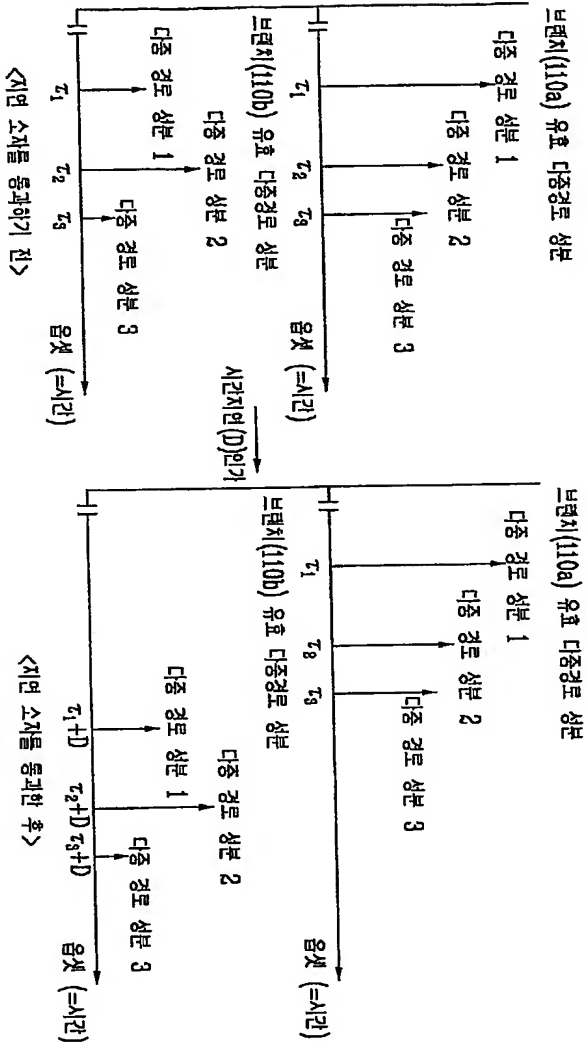 브랜치(110a) 유효 다중경로 성분
다중 경로 성분 1
다중 경로 성분 2
다중 경로 성분 3
τ₁ τ₂ τ₃ 옵셋 (=시간)
브랜치(110b) 유효 다중경로 성분
다중 경로 성분 2
다중 경로 성분 1
다중 경로 성분 3
τ₁ τ₂ τ₃ 옵셋 (=시간)
<지연 소자를 통과하기 전>
시간지연(D)인가
브랜치(110a) 유효 다중경로 성분
다중 경로 성분 1
다중 경로 성분 2
다중 경로 성분 3
τ₁ τ₂ τ₃ 옵셋 (=시간)
브랜치(110b) 유효 다중경로 성분
다중 경로 성분 2
다중 경로 성분 1
다중 경로 성분 3
τ₁+D τ₂+D τ₃+D 옵셋 (=시간)
<지연 소자를 통과한 후>